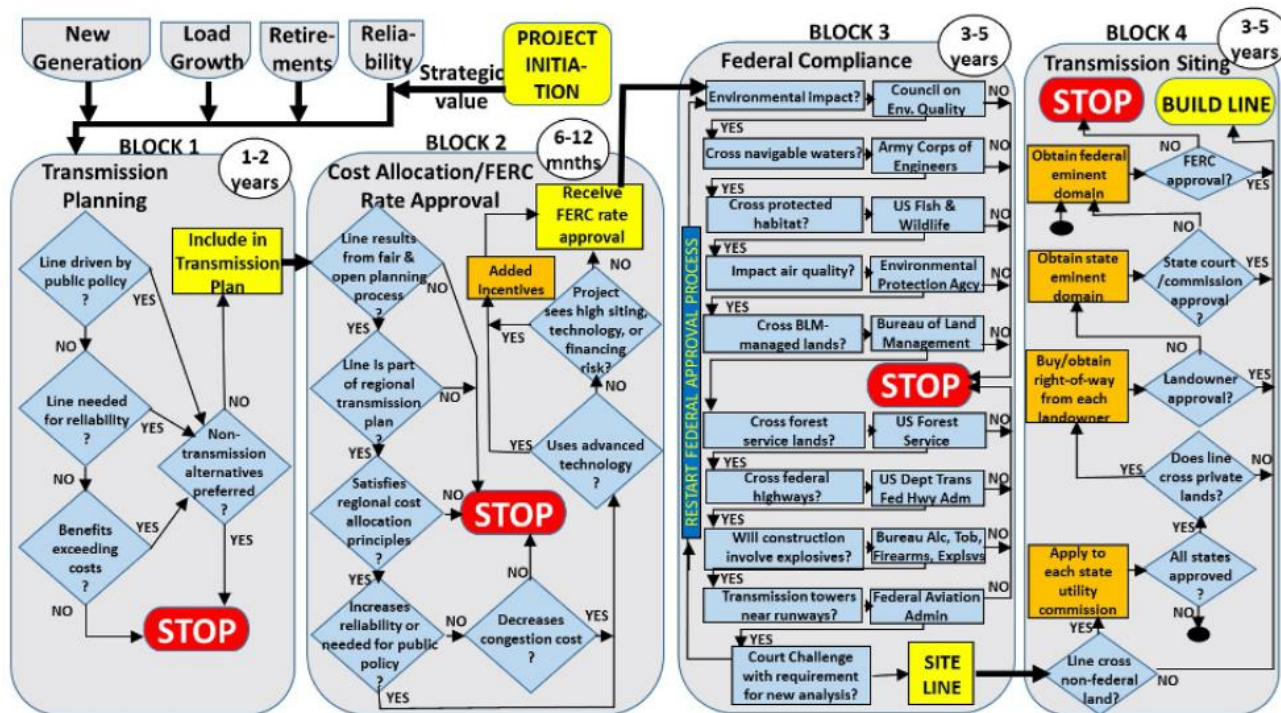 New
Generation
Load
Growth
Retire-
ments
Relia-
bility
Strategic
value
PROJECT
INITIA-
TION
BLOCK 1
1-2
years
Transmission
Planning
Line driven by
public policy
?
YES
NO
Line needed
for reliability
?
YES
NO
Benefits
exceeding
costs
?
YES
NO
Include in
Transmission
Plan
NO
Non-
transmission
alternatives
preferred
?
YES
STOP
BLOCK 2
6-12
mnths
Cost Allocation/FERC
Rate Approval
Line results
from fair &
open planning
process
?
NO
YES
Line Is part
of regional
transmission
plan
?
NO
YES
Satisfies
regional cost
allocation
principles
?
NO
YES
Increases
reliability or
needed for public
policy
?
NO
YES
Decreases
congestion cost
?
NO
YES
STOP
Uses advanced
technology
?
YES
NO
Project
sees high siting,
technology, or
financing
risk?
YES
NO
Added
Incentives
Receive
FERC rate
approval
BLOCK 3
3-5
years
Federal Compliance
RESTART FEDERAL APPROVAL PROCESS
Environmental impact?
Council on
Env. Quality
NO
YES
Cross navigable waters?
Army Corps of
Engineers
NO
YES
Cross protected
habitat?
US FIsh &
Wildlife
NO
YES
Impact air quality?
Environmental
Protection Agcy
NO
YES
Cross BLM-
managed lands?
Bureau of Land
Management
NO
YES
STOP
Cross forest
service lands?
US Forest
Service
NO
YES
Cross federal
highways?
US Dept Trans
Fed Hwy Adm
NO
YES
Will construction
involve explosives?
Bureau Alc, Tob,
Firearms, Explsvs
NO
YES
Transmission towers
near runways?
Federal Aviation
Admin
NO
YES
Court Challenge
with requirement
for new analysis?
SITE
LINE
BLOCK 4
3-5
years
Transmission Siting
STOP
BUILD LINE
Obtain federal
eminent
domain
NO
FERC
approval?
YES
Obtain state
eminent
domain
NO
State court
/commission
approval?
YES
Buy/obtain
right-of-way
from each
landowner
NO
Landowner
approval?
YES
YES
Does line
cross private
lands?
NO
YES
Apply to
each state
utility
commission
All states
approved
?
NO
YES
LIne cross
non-federal
land?
NO